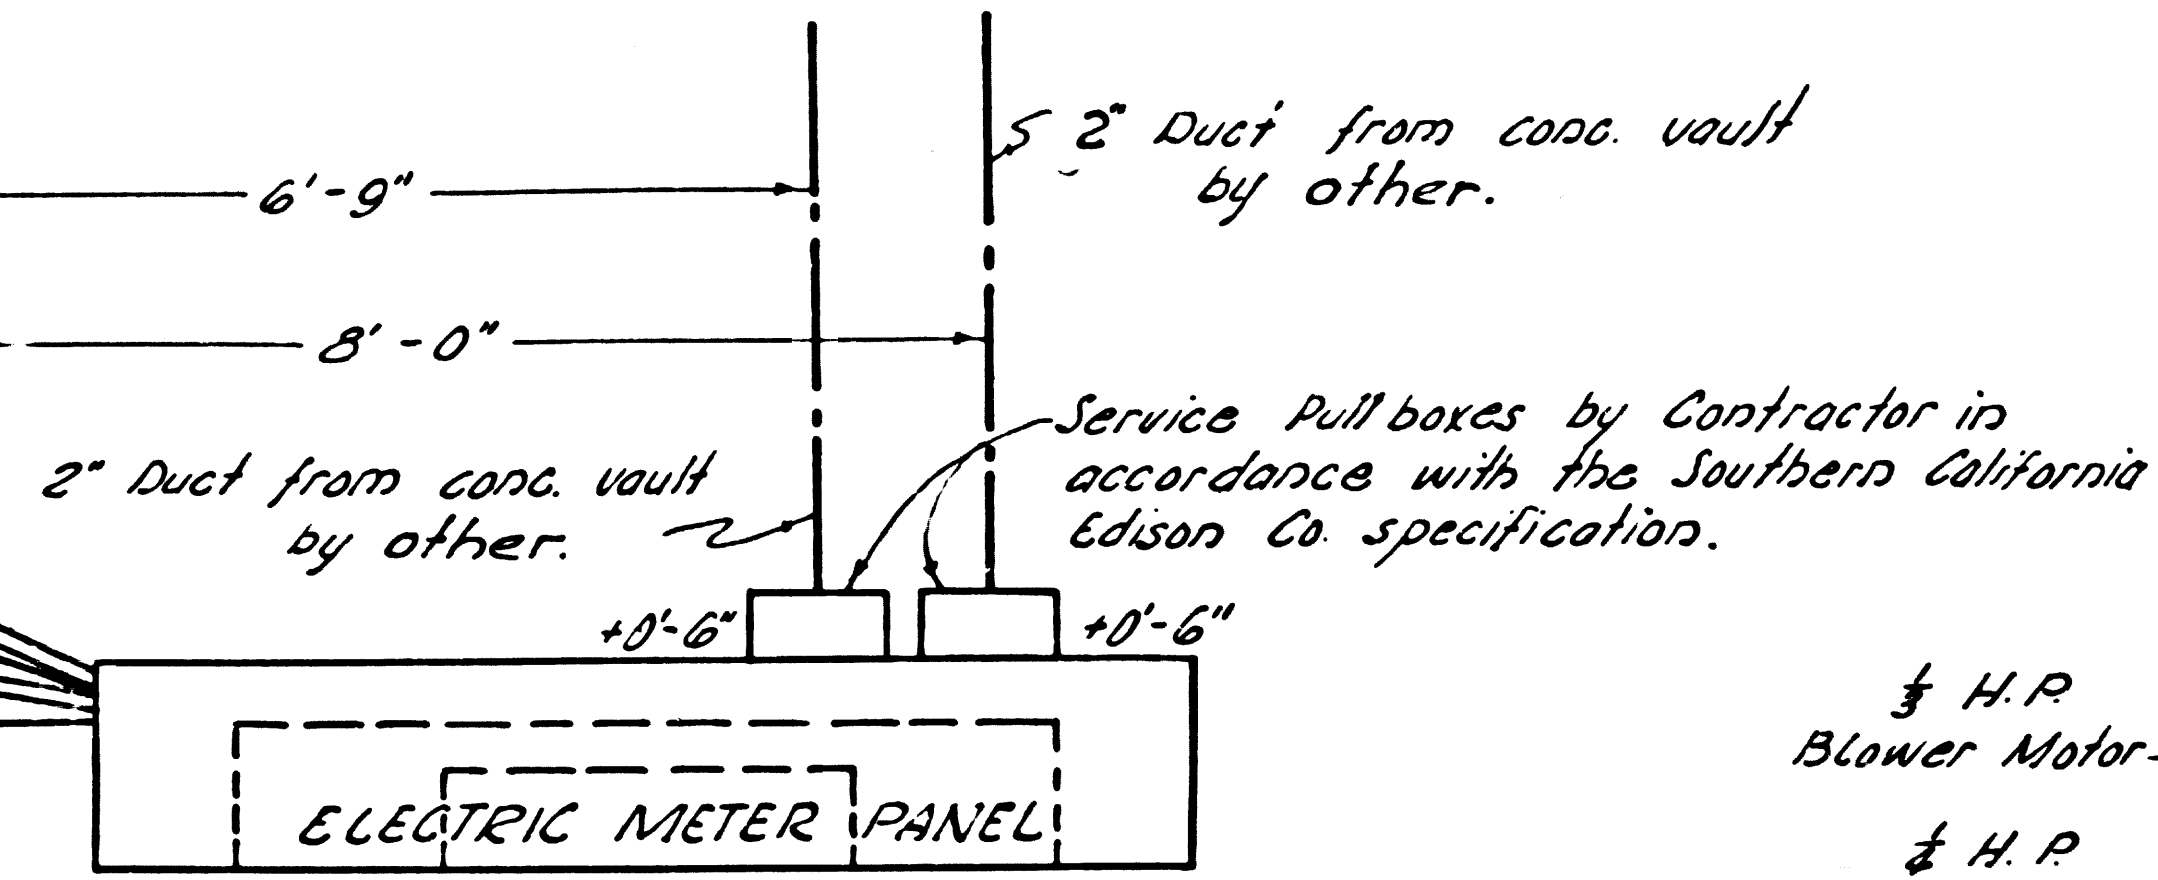 2" Duct from conc. vault
by other.
6'-9"
8'-0"
Service Pull boxes by Contractor in
accordance with the Southern California
Edison Co. specification.
2" Duct from conc. vault
by other.
+0'-6"
+0'-6"
1/3 H.P.
Blower Motor-
ELECTRIC METER PANEL
H.P.